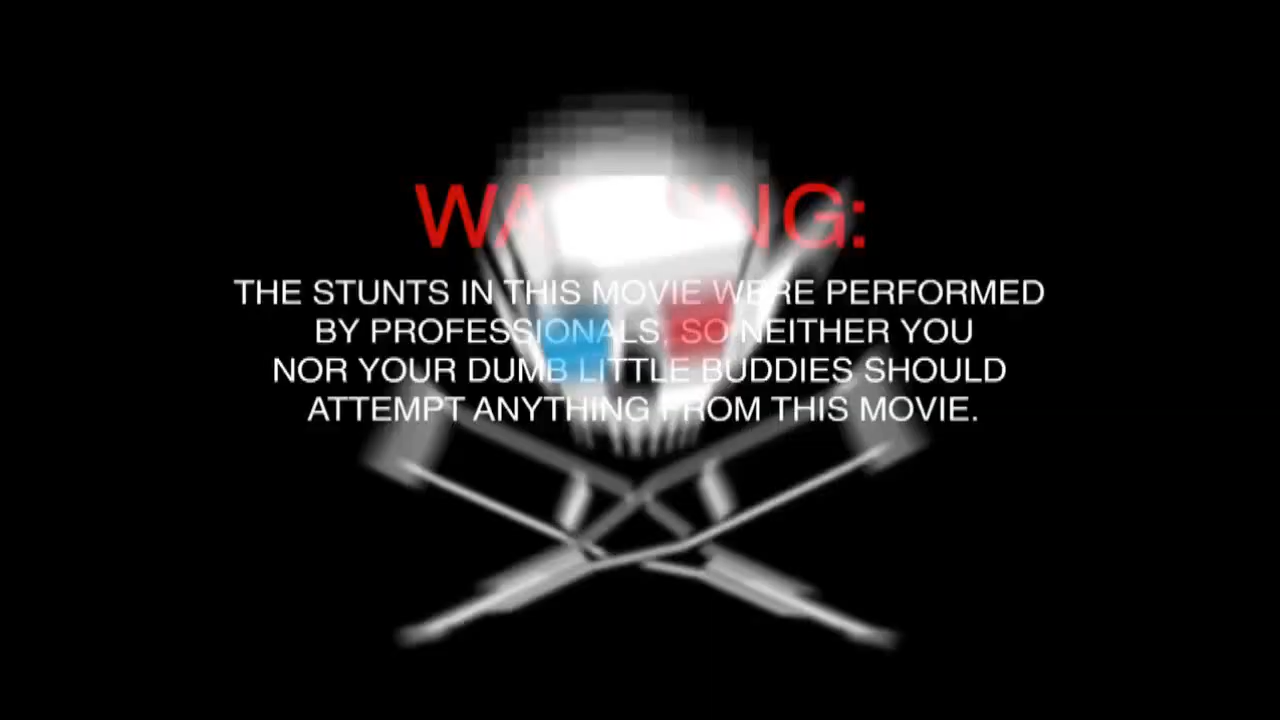 WARNING:
THE STUNTS IN THIS MOVIE WERE PERFORMED
BY PROFESSIONALS, SO NEITHER YOU
NOR YOUR DUMB LITTLE BUDDIES SHOULD
ATTEMPT ANYTHING FROM THIS MOVIE.